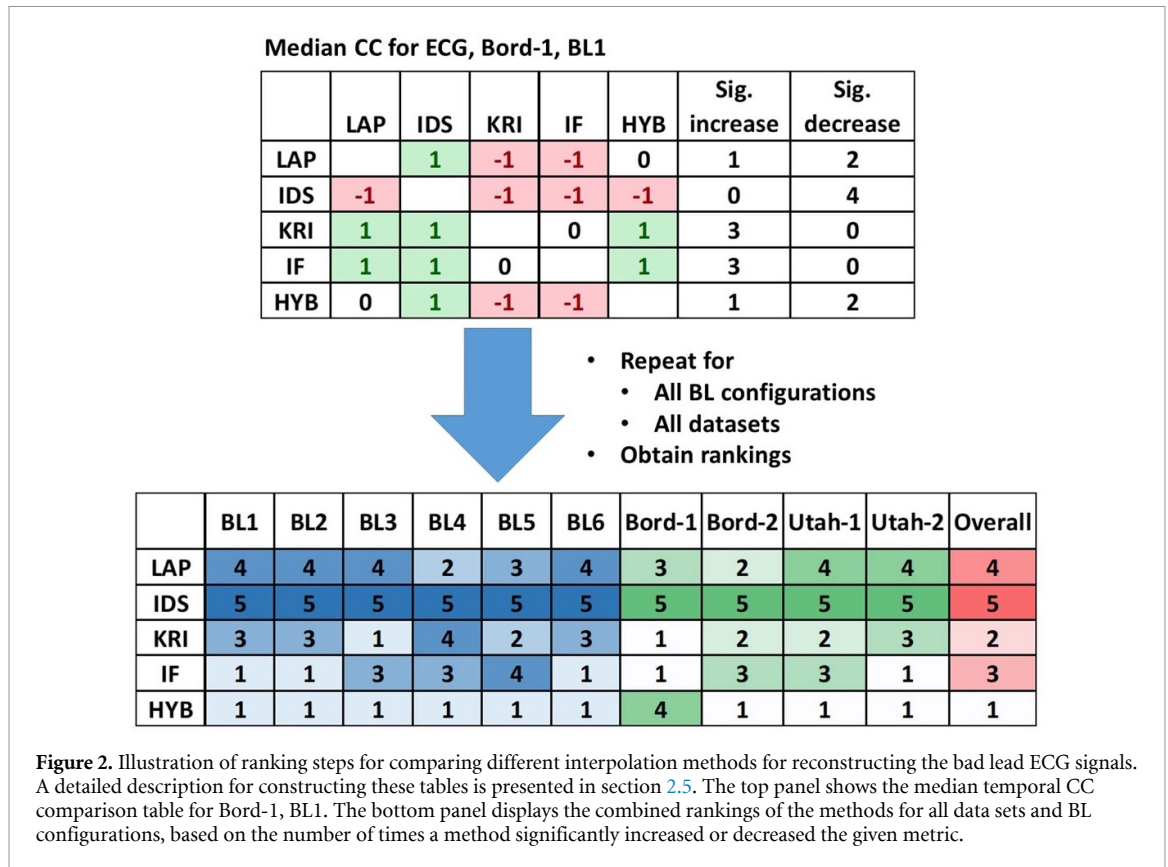 Median CC for ECG, Bord-1, BL1
LAP IDS KRI IF HYB Sig. increase Sig. decrease
LAP 1 -1 -1 0 1 2
IDS -1 -1 -1 -1 0 4
KRI 1 1 0 1 3 0
IF 1 1 0 1 3 0
HYB 0 1 -1 -1 1 2
• Repeat for
• All BL configurations
• All datasets
• Obtain rankings
BL1 BL2 BL3 BL4 BL5 BL6 Bord-1 Bord-2 Utah-1 Utah-2 Overall
LAP 4 4 4 2 3 4 3 2 4 4 4
IDS 5 5 5 5 5 5 5 5 5 5 5
KRI 3 3 1 4 2 3 1 2 2 3 2
IF 1 1 3 3 4 1 1 3 3 1 3
HYB 1 1 1 1 1 1 4 1 1 1 1
Figure 2. Illustration of ranking steps for comparing different interpolation methods for reconstructing the bad lead ECG signals.
A detailed description for constructing these tables is presented in section 2.5. The top panel shows the median temporal CC
comparison table for Bord-1, BL1. The bottom panel displays the combined rankings of the methods for all data sets and BL
configurations, based on the number of times a method significantly increased or decreased the given metric.